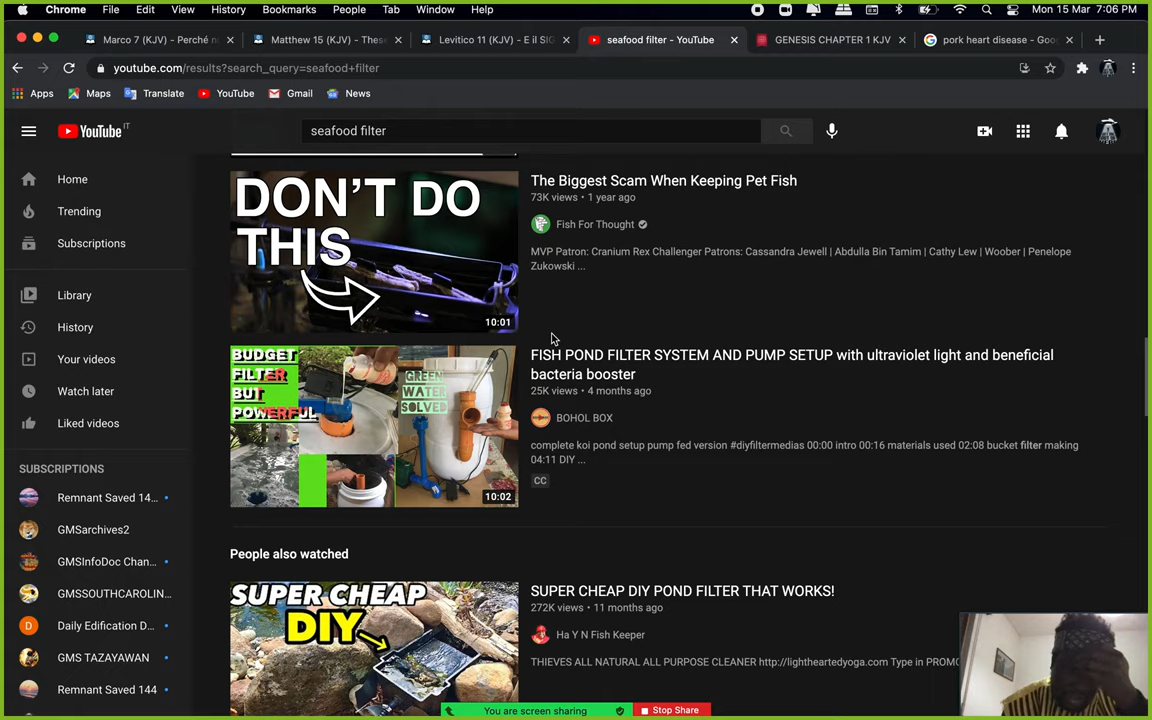 Chrome File Edit View History Bookmarks People Tab Window Help Mon 15 Mar 7:06 PM
Marco 7 (KJV) - Perché n Matthew 15 (KJV) - Thes Levitico 11 (KJV) - E il SIG seafood filter - YouTube GENESIS CHAPTER 1 KJV pork heart disease - Goo
youtube.com/results?search_query=seafood+filter
Apps Maps Translate YouTube Gmail News
YouTube IT seafood filter
Home
Trending
Subscriptions
Library
History
Your videos
Watch later
Liked videos
SUBSCRIPTIONS
Remnant Saved 14...
GMSarchives2
GMSInfoDoc Chan...
GMSSOUTHCAROLIN...
Daily Edification D...
D
GMS TAZAYAWAN
Remnant Saved 144
DON'T DO
THIS
10:01
The Biggest Scam When Keeping Pet Fish
73K views • 1 year ago
Fish For Thought
MVP Patron: Cranium Rex Challenger Patrons: Cassandra Jewell | Abdulla Bin Tamim | Cathy Lew | Woober | Penelope
Zukowski ...
BUDGET
FILTER
BUT
POWERFUL
GREEN
WATER
SOLVED
10:02
FISH POND FILTER SYSTEM AND PUMP SETUP with ultraviolet light and beneficial
bacteria booster
25K views • 4 months ago
BOHOL BOX
complete koi pond setup pump fed version #diyfiltermedias 00:00 intro 00:16 materials used 02:08 bucket filter making
04:11 DIY ...
CC
People also watched
SUPER CHEAP
DIY
SUPER CHEAP DIY POND FILTER THAT WORKS!
272K views • 11 months ago
Ha Y N Fish Keeper
THIEVES ALL NATURAL ALL PURPOSE CLEANER http://lightheartedyoga.com Type in PROMO
You are screen sharing Stop Share